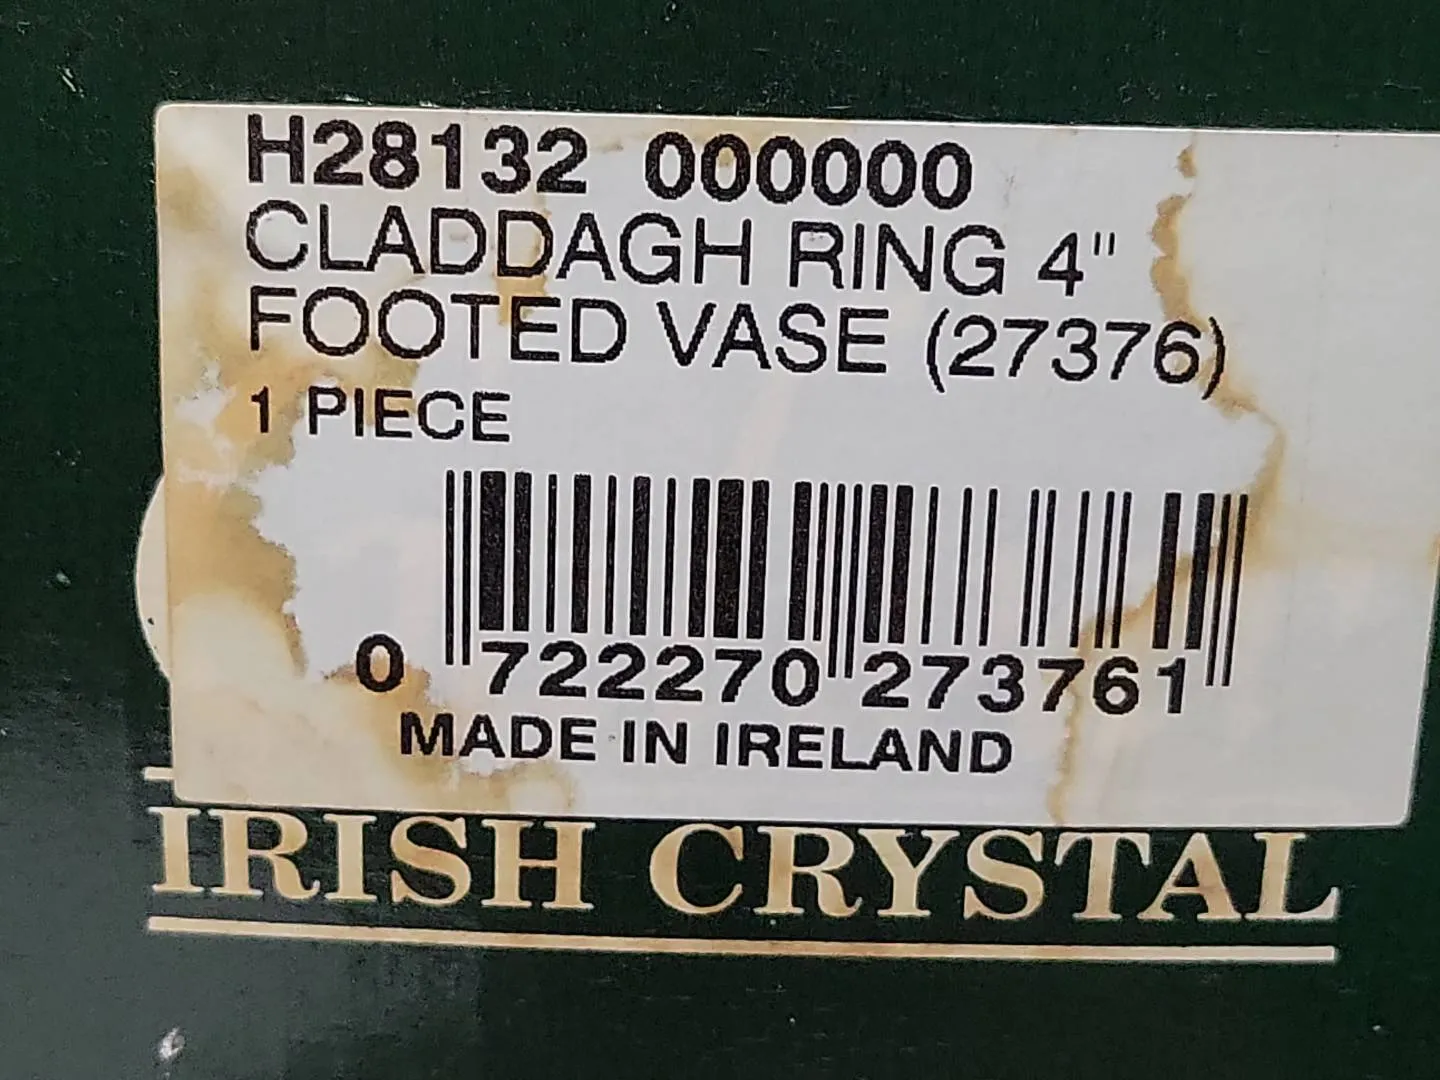 H28132 000000
CLADDAGH RING 4"
FOOTED VASE (27376)
1 PIECE
0 722270 273761
MADE IN IRELAND
IRISH CRYSTAL